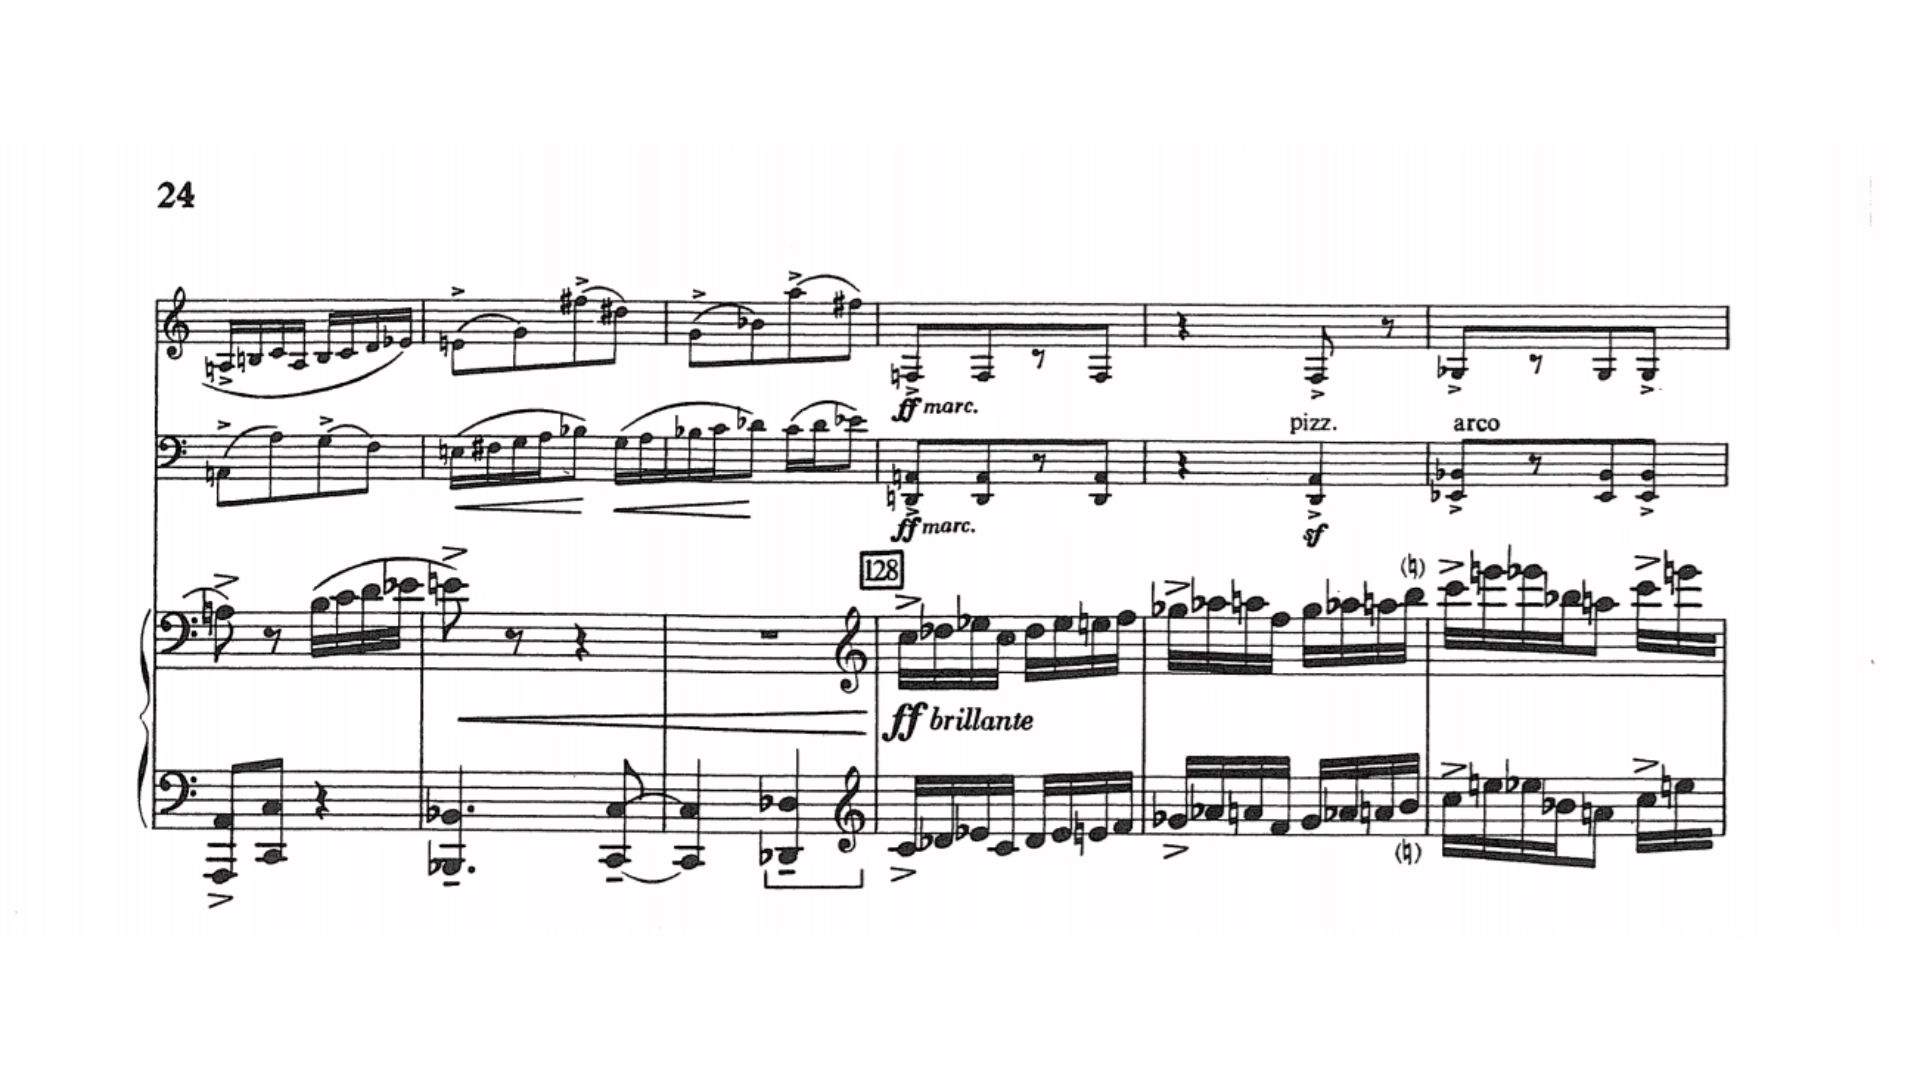 24
ff marc.
pizz.
arco
ff marc.
sf
128
ff brillante